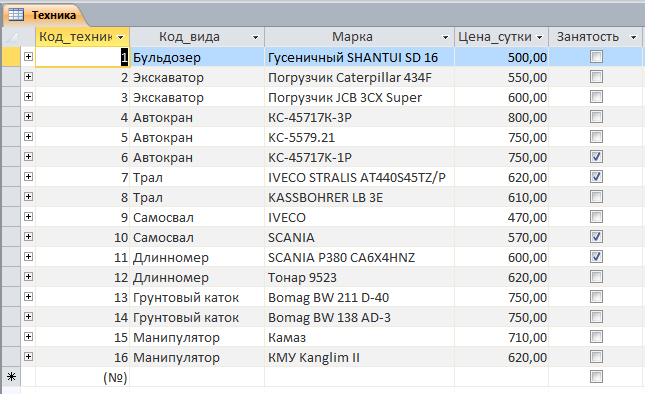 Техника
Код_техник Код_вида Марка Цена_сутки Занятость
1 Бульдозер Гусеничный SHANTUI SD 16 500,00
2 Экскаватор Погрузчик Caterpillar 434F 550,00
3 Экскаватор Погрузчик JCB 3CX Super 600,00
4 Автокран КС-45717К-3Р 800,00
5 Автокран КС-5579.21 750,00
6 Автокран КС-45717К-1Р 750,00
7 Трал IVECO STRALIS AT440S45TZ/P 620,00
8 Трал KASSBOHRER LB 3E 610,00
9 Самосвал IVECO 470,00
10 Самосвал SCANIA 570,00
11 Длинномер SCANIA P380 CA6X4HNZ 600,00
12 Длинномер Тонар 9523 620,00
13 Грунтовый каток Bomag BW 211 D-40 750,00
14 Грунтовый каток Bomag BW 138 AD-3 750,00
15 Манипулятор Камаз 710,00
16 Манипулятор КМУ Kanglim II 620,00
(№)